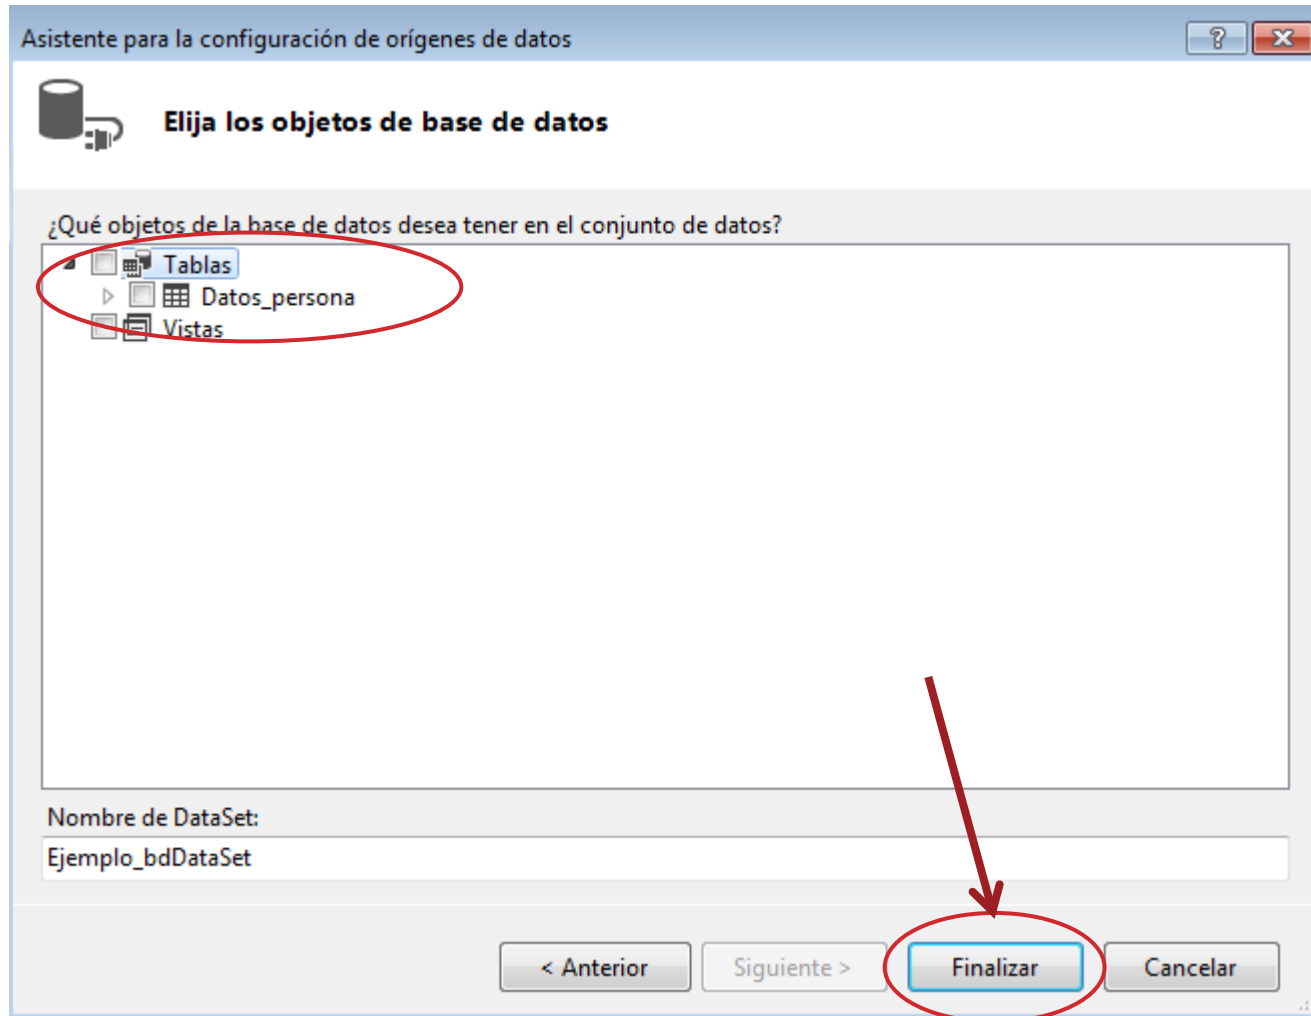 Asistente para la configuración de orígenes de datos
Elija los objetos de base de datos
¿Qué objetos de la base de datos desea tener en el conjunto de datos?
Tablas
Datos_persona
Vistas
Nombre de DataSet:
Ejemplo_bdDataSet
< Anterior Siguiente > Finalizar Cancelar